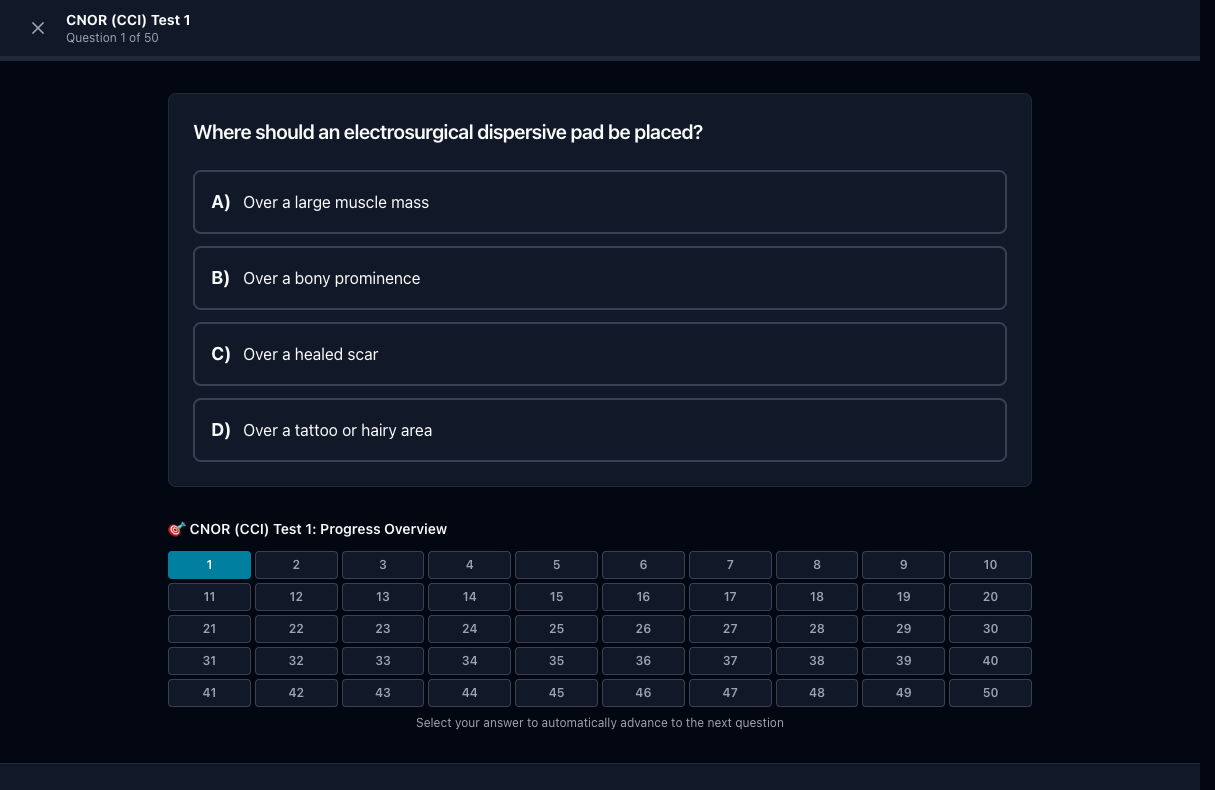 CNOR (CCI) Test 1
Question 1 of 50
Where should an electrosurgical dispersive pad be placed?
A) Over a large muscle mass
B) Over a bony prominence
C) Over a healed scar
D) Over a tattoo or hairy area
🎯 CNOR (CCI) Test 1: Progress Overview
1 2 3 4 5 6 7 8 9 10
11 12 13 14 15 16 17 18 19 20
21 22 23 24 25 26 27 28 29 30
31 32 33 34 35 36 37 38 39 40
41 42 43 44 45 46 47 48 49 50
Select your answer to automatically advance to the next question